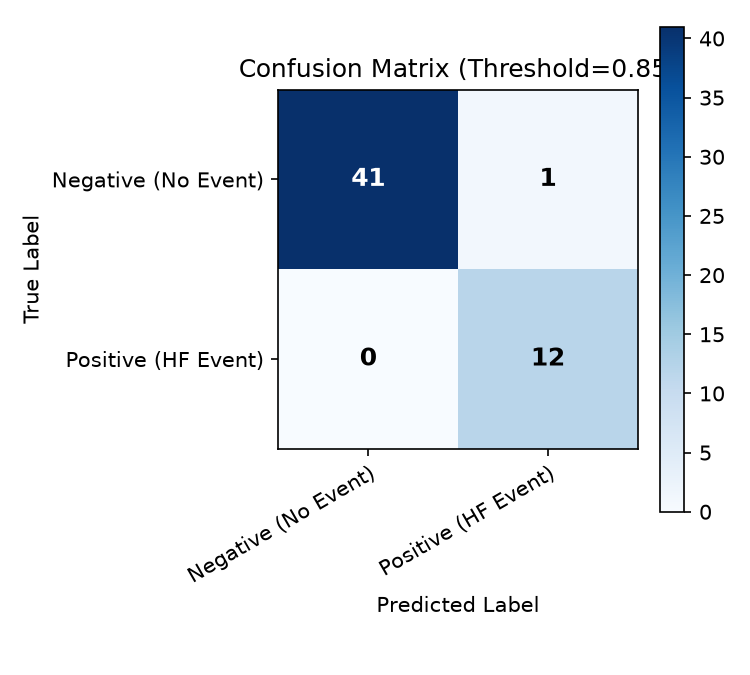 Confusion Matrix (Threshold=0.85
40
35
30
25
20
15
10
5
0
True Label
Negative (No Event)
Positive (HF Event)
41
1
0
12
Negative (No Event)
Positive (HF Event)
Predicted Label